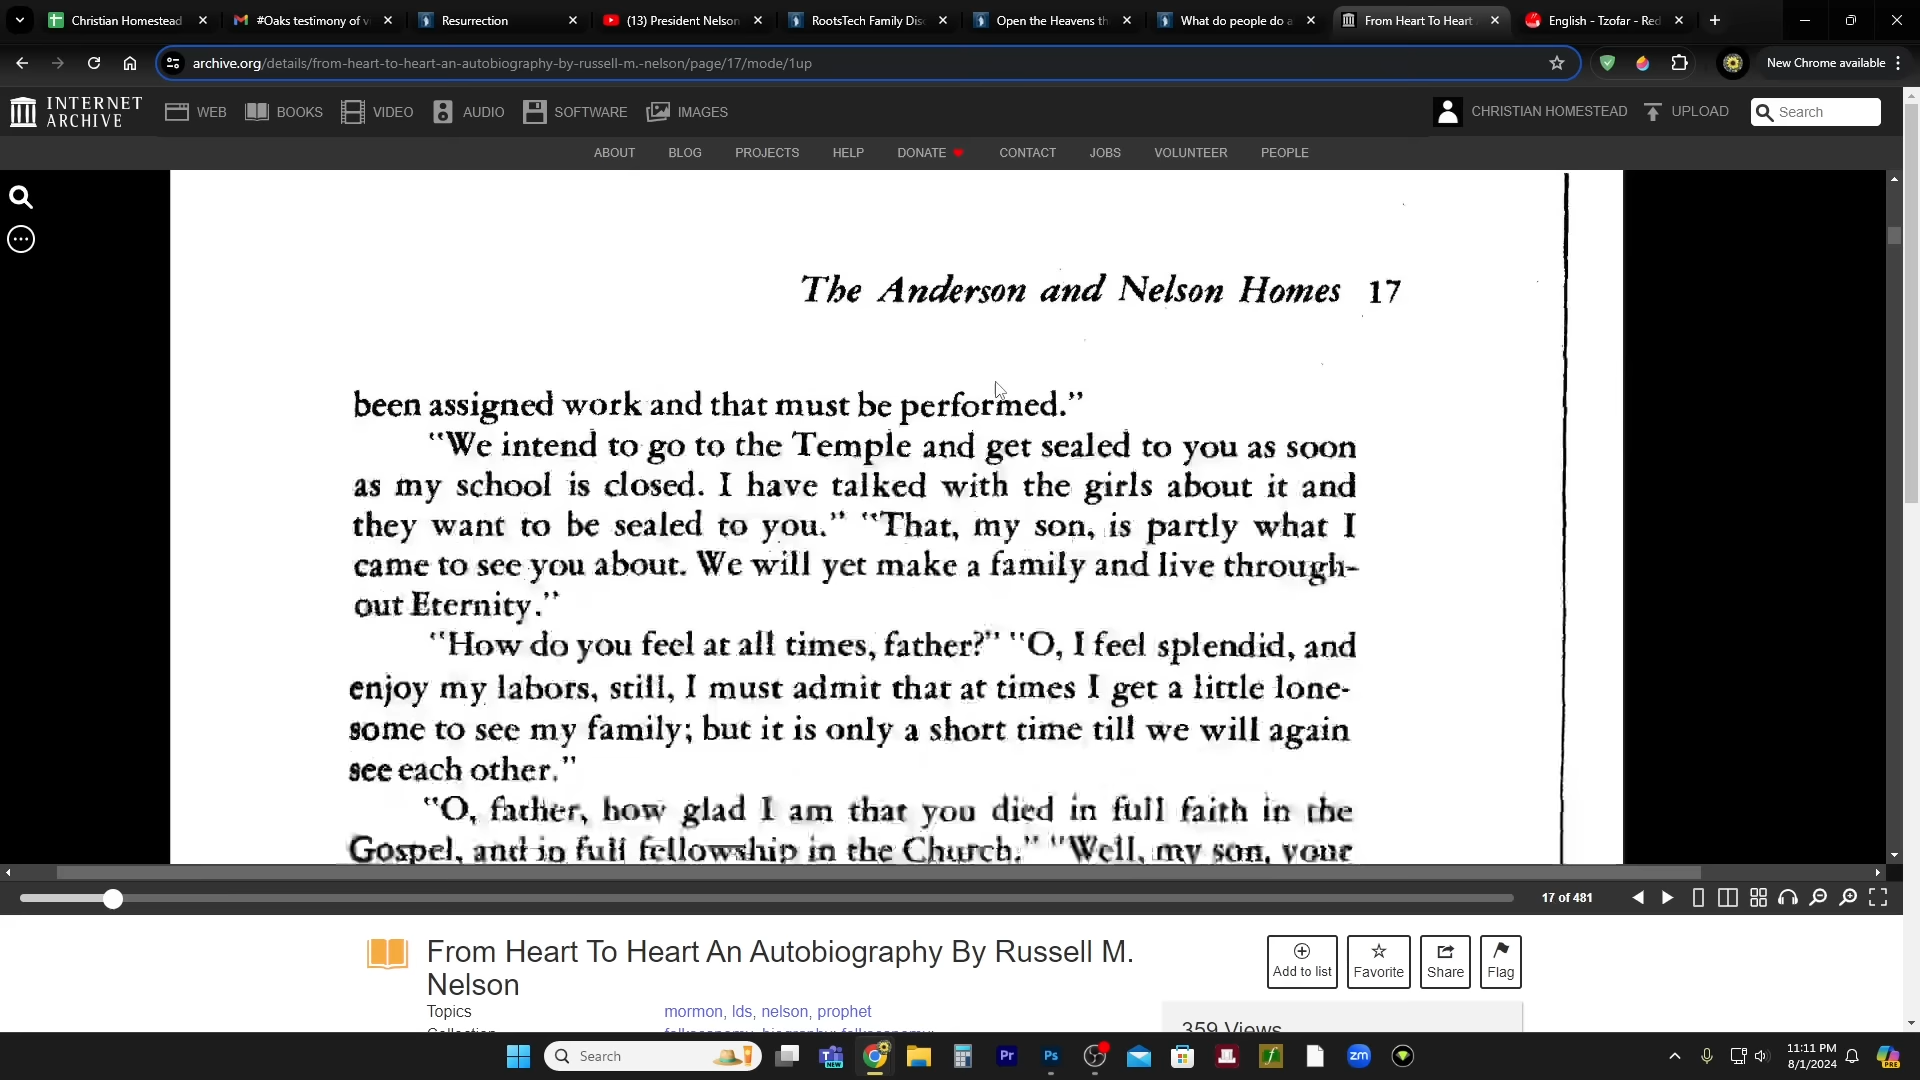 Christian Homestead
#Oaks testimony of v
Resurrection
(13) President Nelson
RootsTech Family Dis
Open the Heavens th
What do people do a
From Heart To Heart
English - Tzofar - Red
archive.org/details/from-heart-to-heart-an-autobiography-by-russell-m.-nelson/page/17/mode/1up
New Chrome available
INTERNET ARCHIVE
WEB BOOKS VIDEO AUDIO SOFTWARE IMAGES
CHRISTIAN HOMESTEAD UPLOAD Search
ABOUT BLOG PROJECTS HELP DONATE CONTACT JOBS VOLUNTEER PEOPLE
The Anderson and Nelson Homes 17
been assigned work and that must be performed."
"We intend to go to the Temple and get sealed to you as soon
as my school is closed. I have talked with the girls about it and
they want to be sealed to you." "That, my son, is partly what I
came to see you about. We will yet make a family and live through-
out Eternity."
"How do you feel at all times, father?" "O, I feel splendid, and
enjoy my labors, still, I must admit that at times I get a little lone-
some to see my family; but it is only a short time till we will again
see each other."
"O, father, how glad I am that you died in full faith in the
Gospel, and in full fellowship in the Church." "Well, my son, your
17 of 481
From Heart To Heart An Autobiography By Russell M.
Nelson
Add to list
Favorite
Share
Flag
Topics mormon, lds, nelson, prophet
Collection folkscanomy_biography; folkscanomy;
359 Views
Search
NEW
Pr
Ps
zm
PRE
11:11 PM
8/1/2024